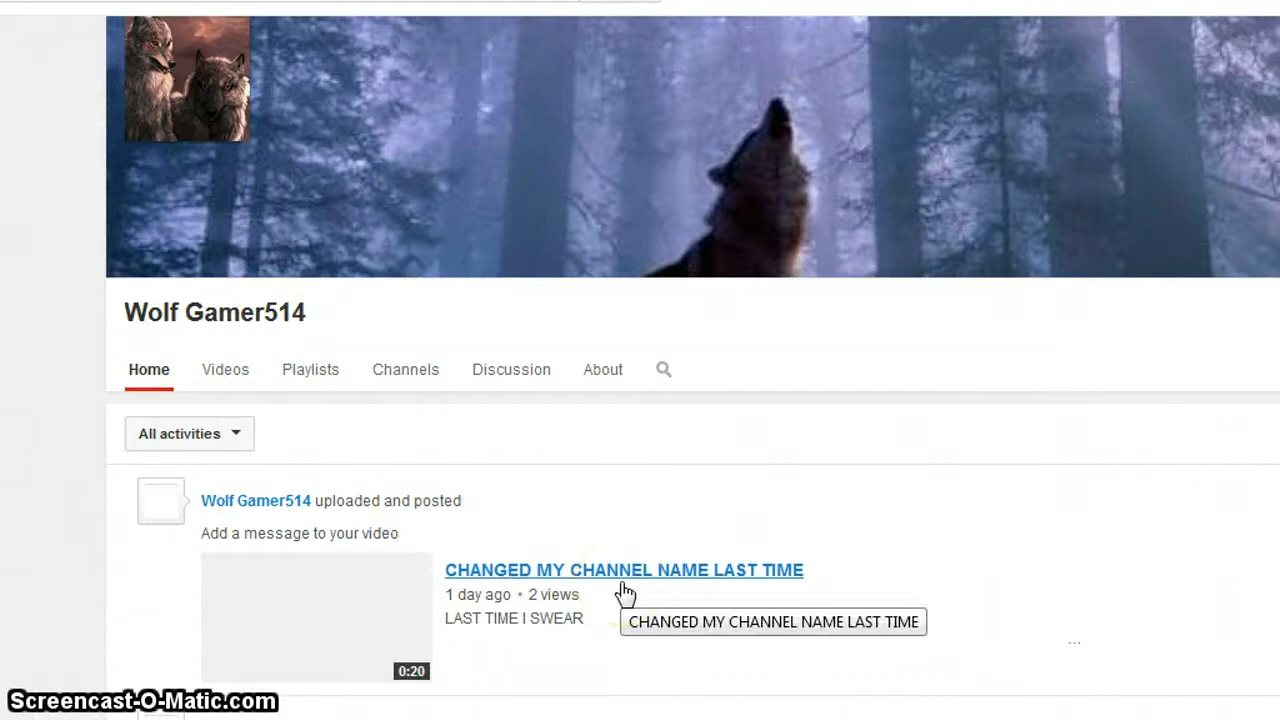 Wolf Gamer514
Home Videos Playlists Channels Discussion About
All activities
Wolf Gamer514 uploaded and posted
Add a message to your video
CHANGED MY CHANNEL NAME LAST TIME
1 day ago • 2 views
LAST TIME I SWEAR
CHANGED MY CHANNEL NAME LAST TIME
...
0:20
Screencast-O-Matic.com